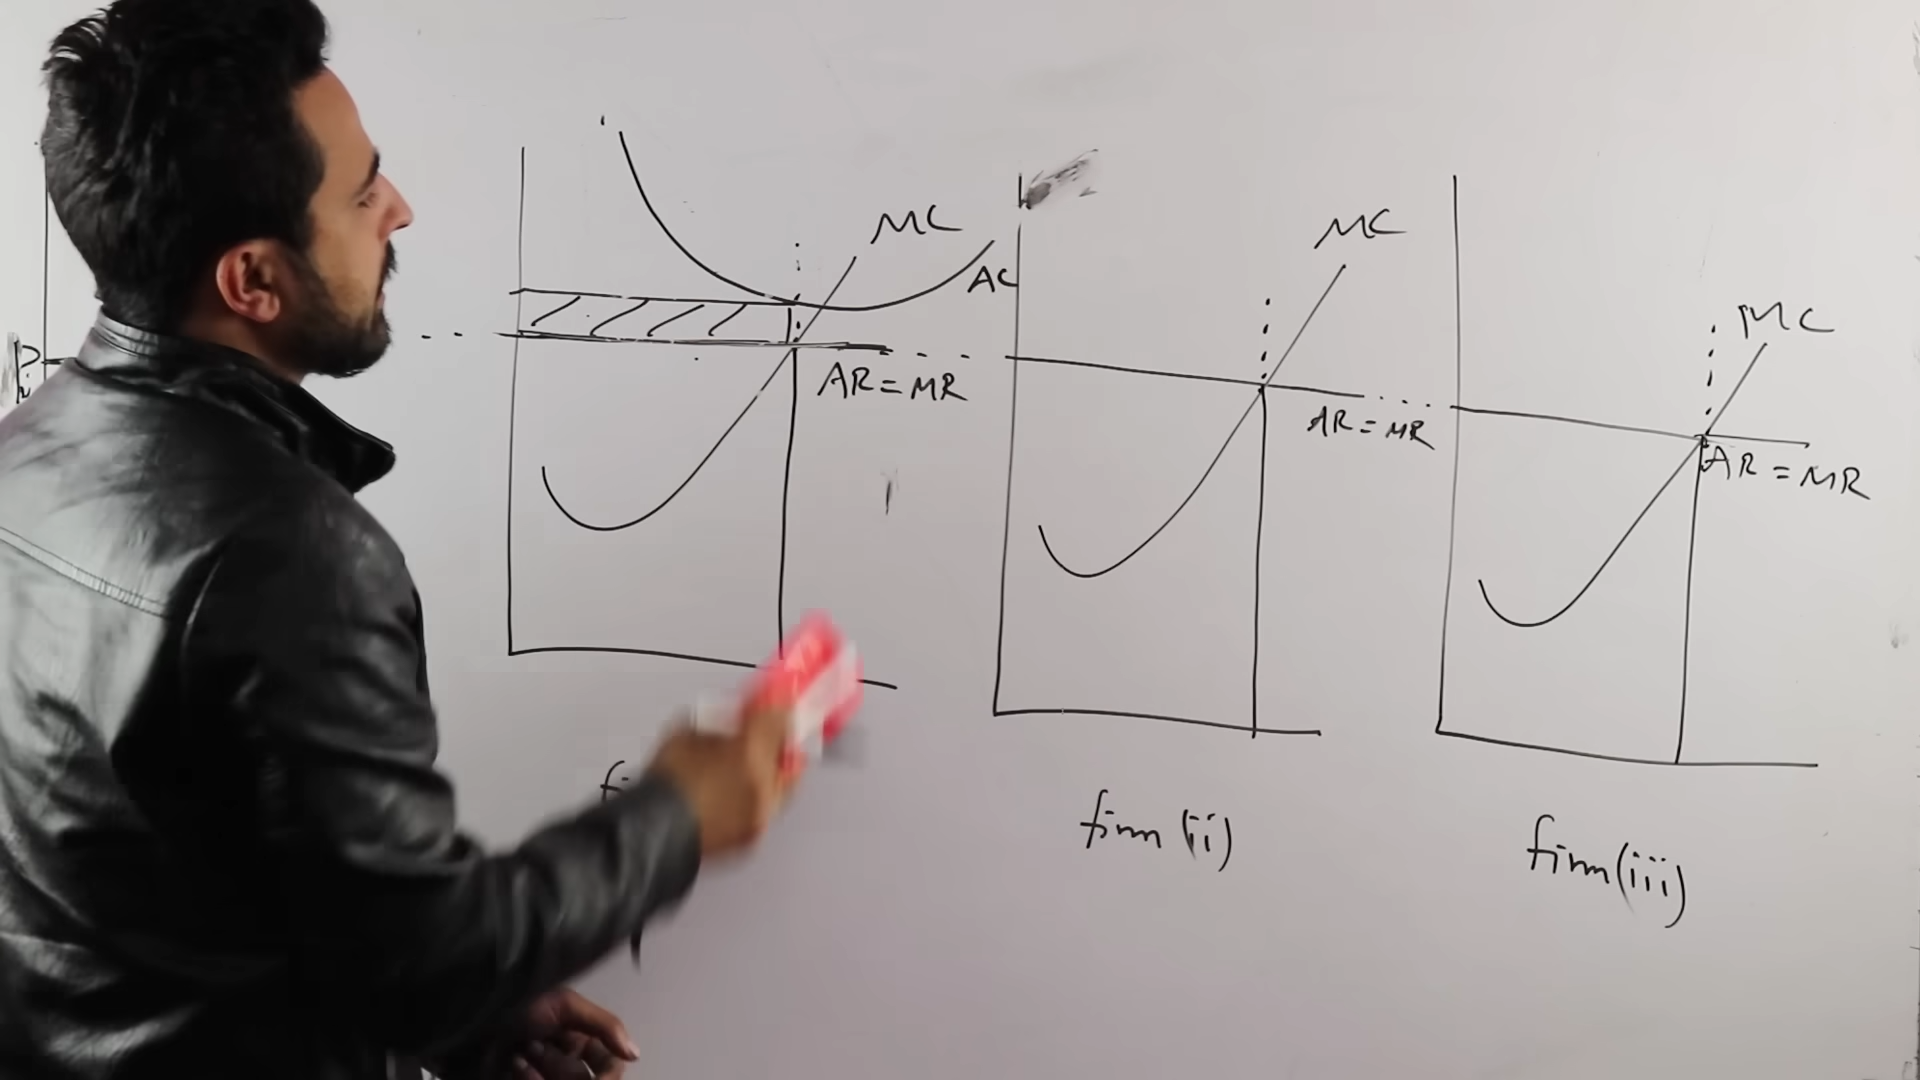 MC
AC
AR = MR
MC
AR = MR
MC
AR = MR
P
firm (ii)
firm (iii)